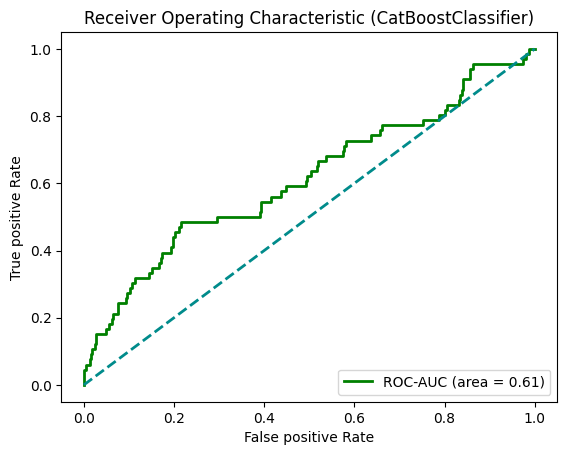 Receiver Operating Characteristic (CatBoostClassifier)
1.0
0.8
0.6
0.4
0.2
0.0
True positive Rate
ROC-AUC (area = 0.61)
0.0 0.2 0.4 0.6 0.8 1.0
False positive Rate